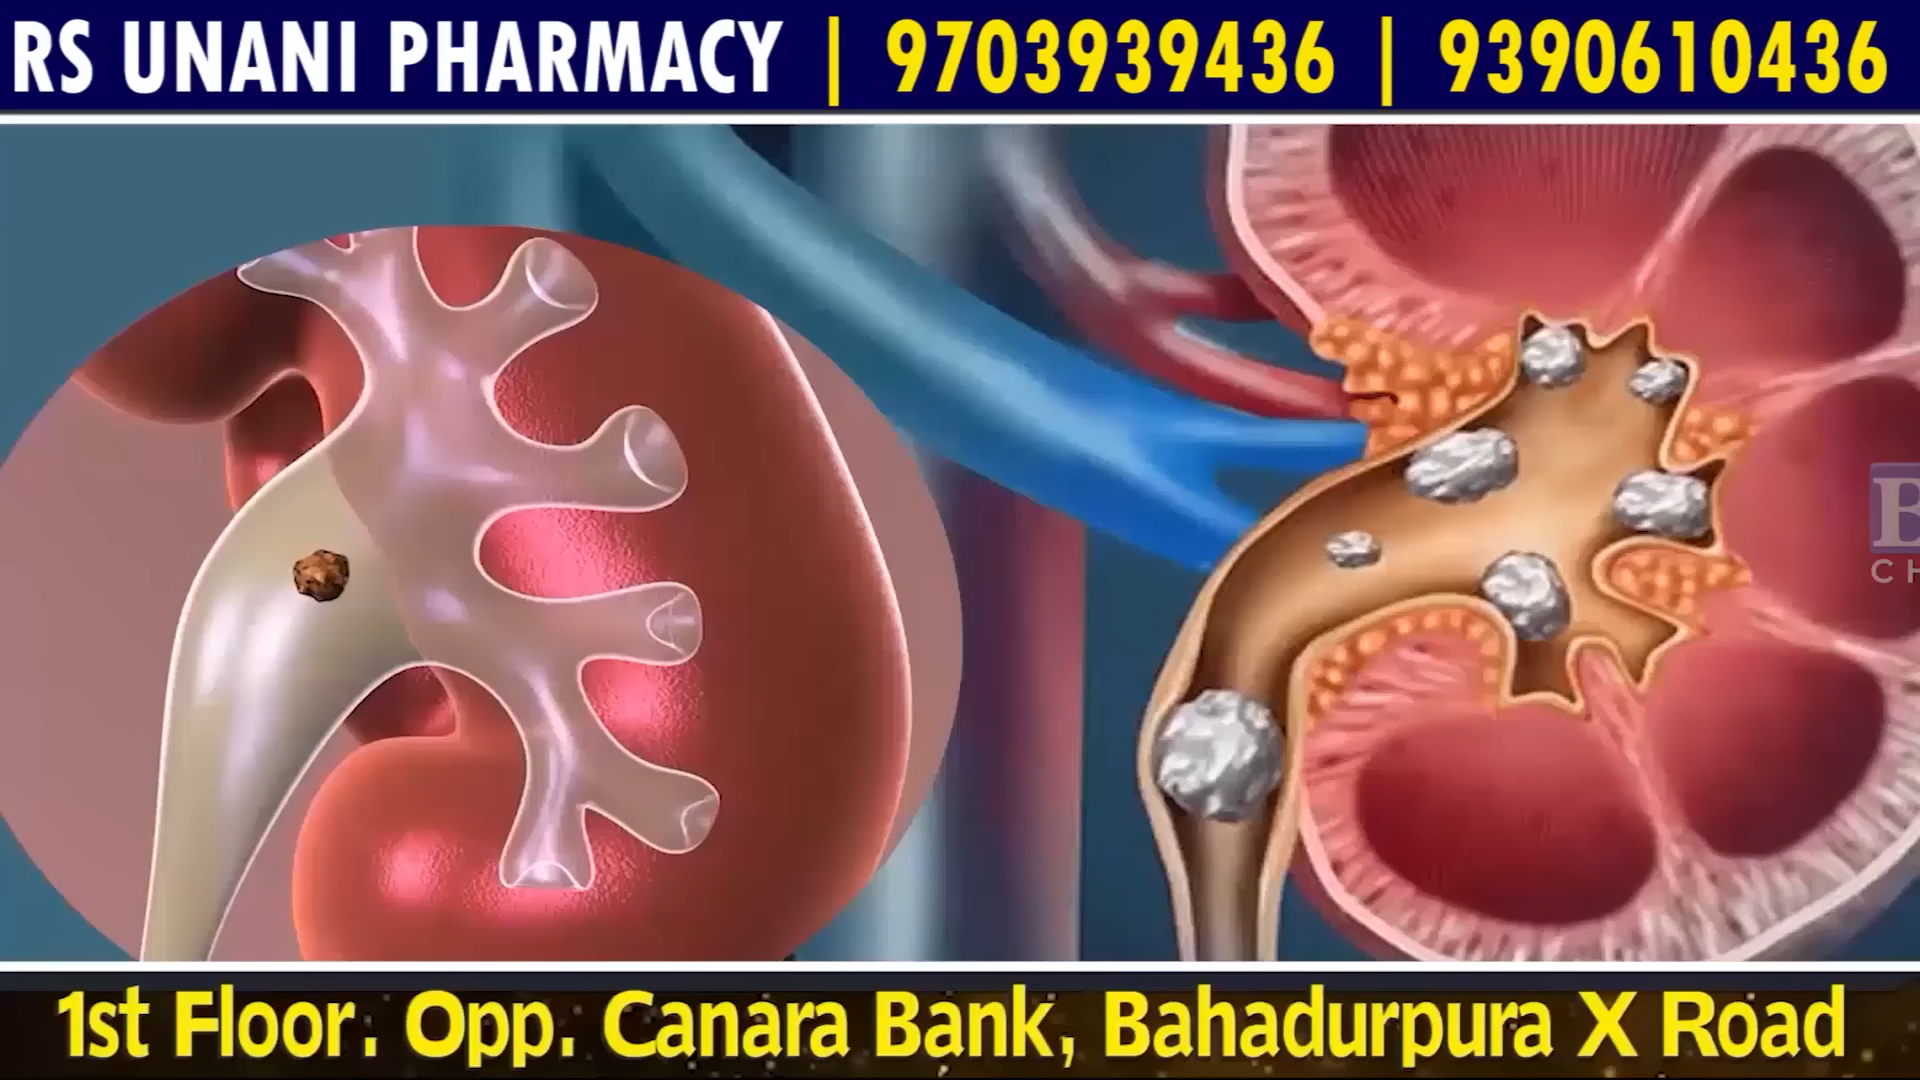 RS UNANI PHARMACY | 9703939436 | 9390610436
1st Floor. Opp. Canara Bank, Bahadurpura X Road